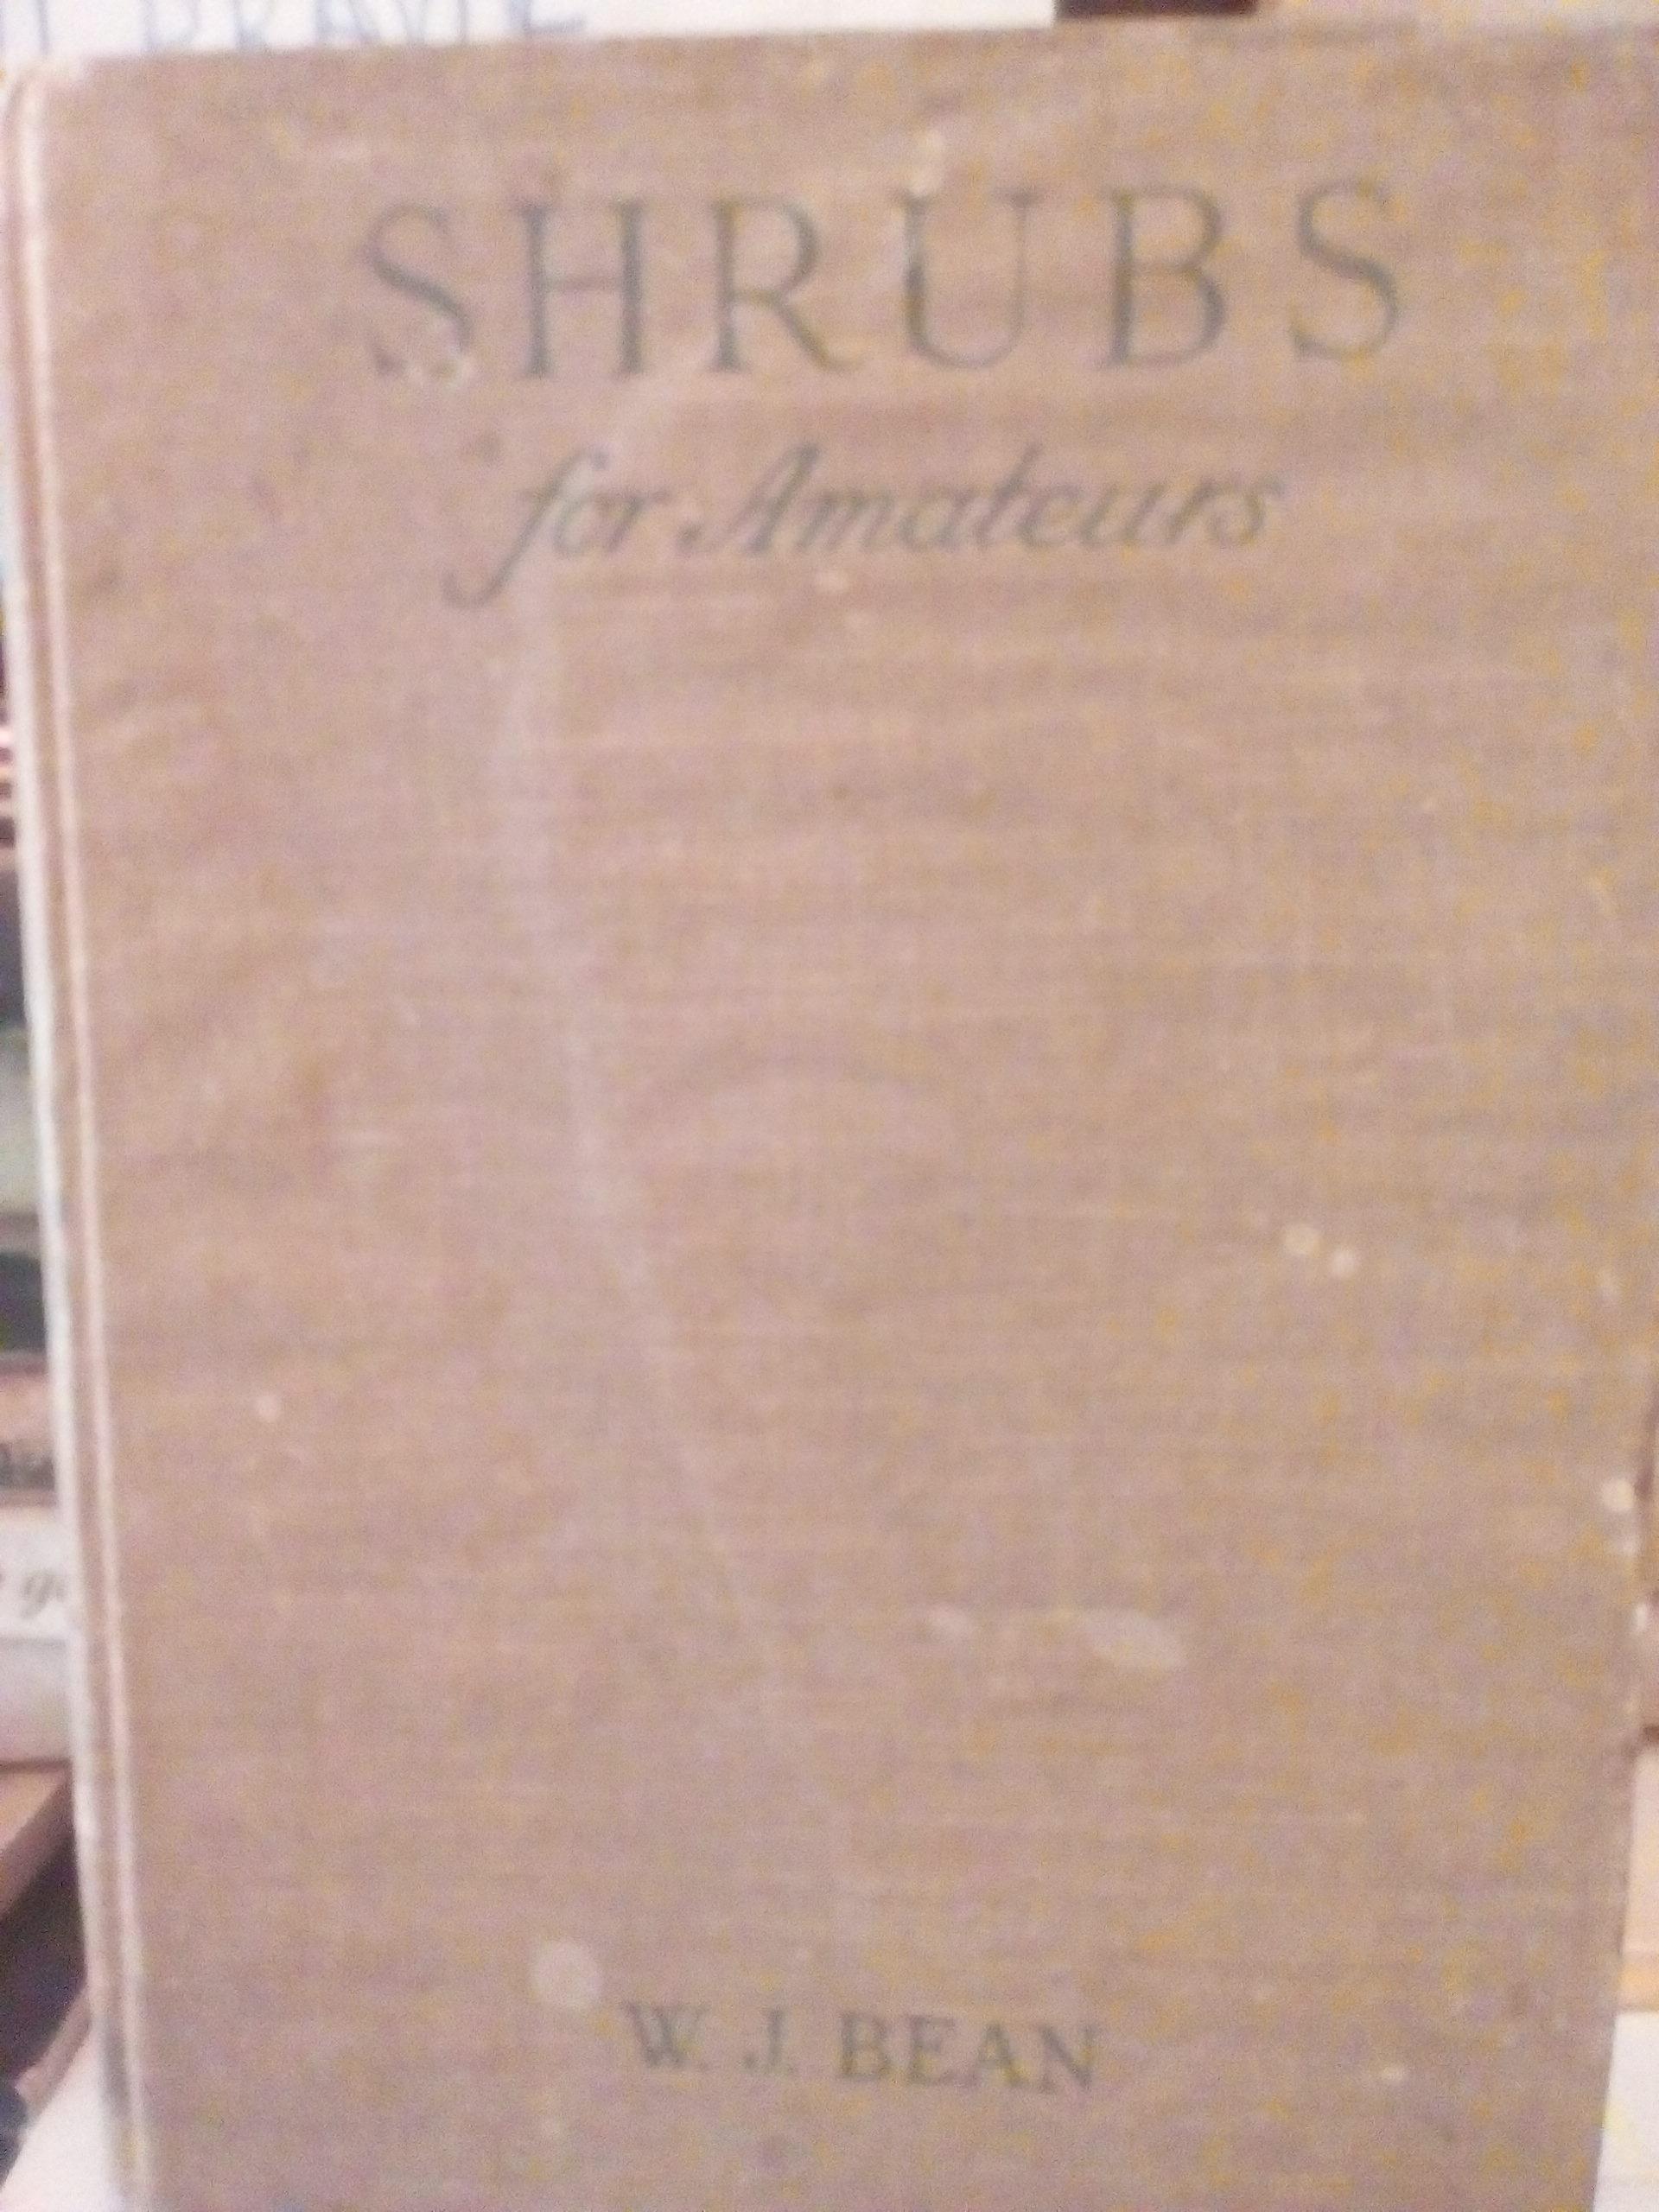 SHRUBS
for Amateurs
W. J. BEAN